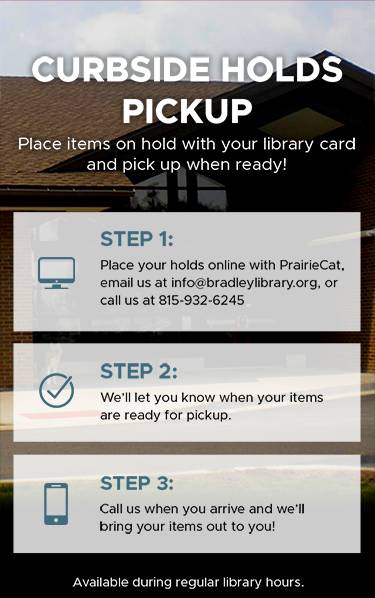 CURBSIDE HOLDS
PICKUP
Place items on hold with your library card
and pick up when ready!
STEP 1:
Place your holds online with PrairieCat,
email us at info@bradleylibrary.org, or
call us at 815-932-6245
STEP 2:
We'll let you know when your items
are ready for pickup.
STEP 3:
Call us when you arrive and we'll
bring your items out to you!
Available during regular library hours.